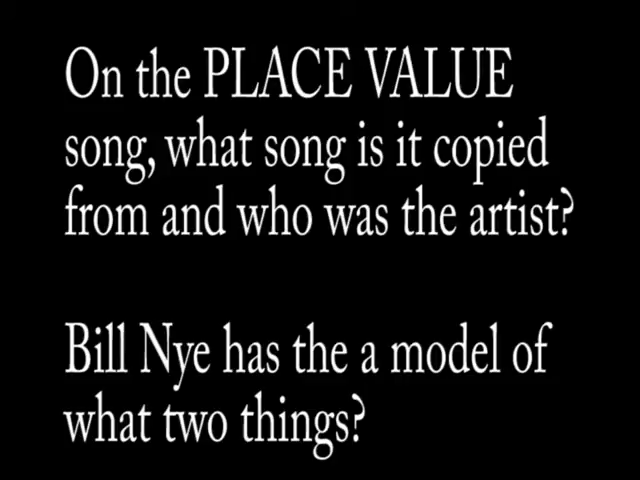 On the PLACE VALUE
song, what song is it copied
from and who was the artist?
Bill Nye has the a model of
what two things?